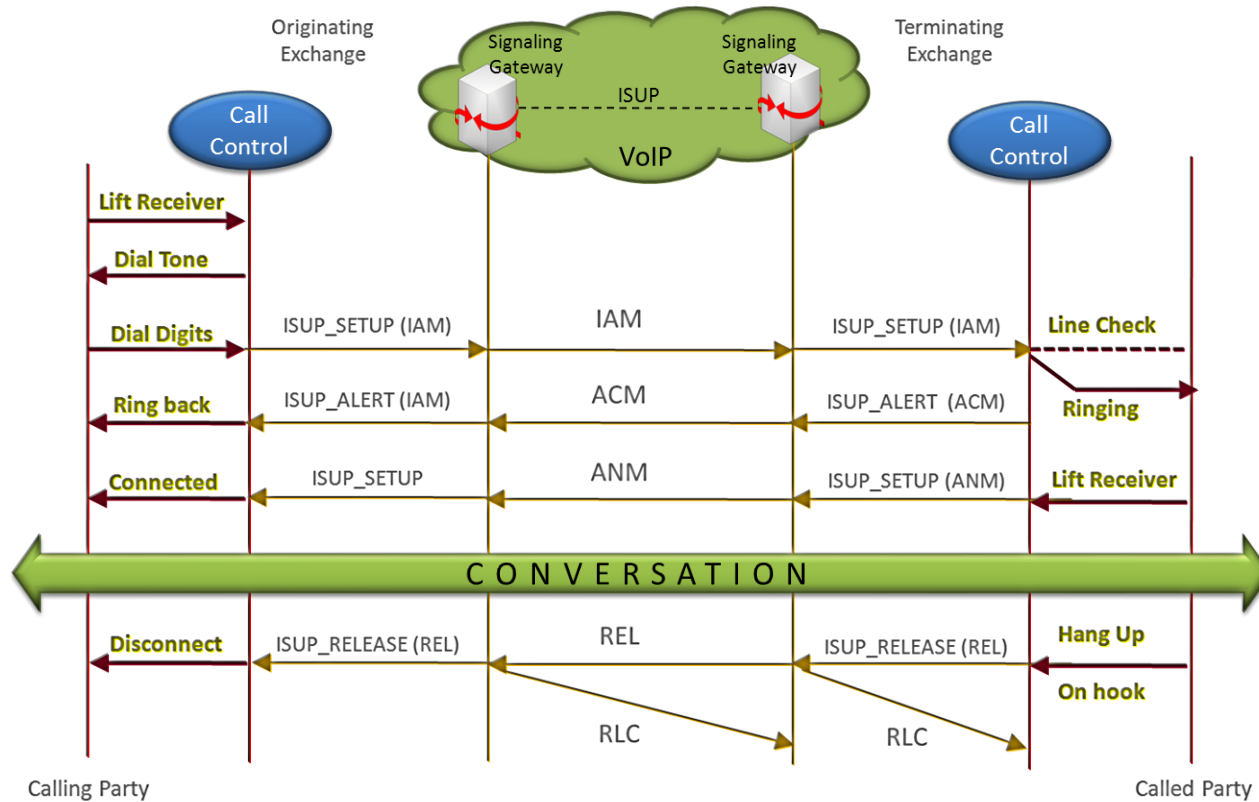 Originating
Exchange
Signaling
Gateway
Signaling
Gateway
Terminating
Exchange
ISUP
Call
Control
VoIP
Call
Control
Lift Receiver
Dial Tone
Dial Digits
ISUP_SETUP (IAM)
IAM
ISUP_SETUP (IAM)
Line Check
Ring back
ISUP_ALERT (IAM)
ACM
ISUP_ALERT (ACM)
Ringing
Connected
ISUP_SETUP
ANM
ISUP_SETUP (ANM)
Lift Receiver
CONVERSATION
Disconnect
ISUP_RELEASE (REL)
REL
ISUP_RELEASE (REL)
Hang Up
On hook
RLC
RLC
Calling Party
Called Party